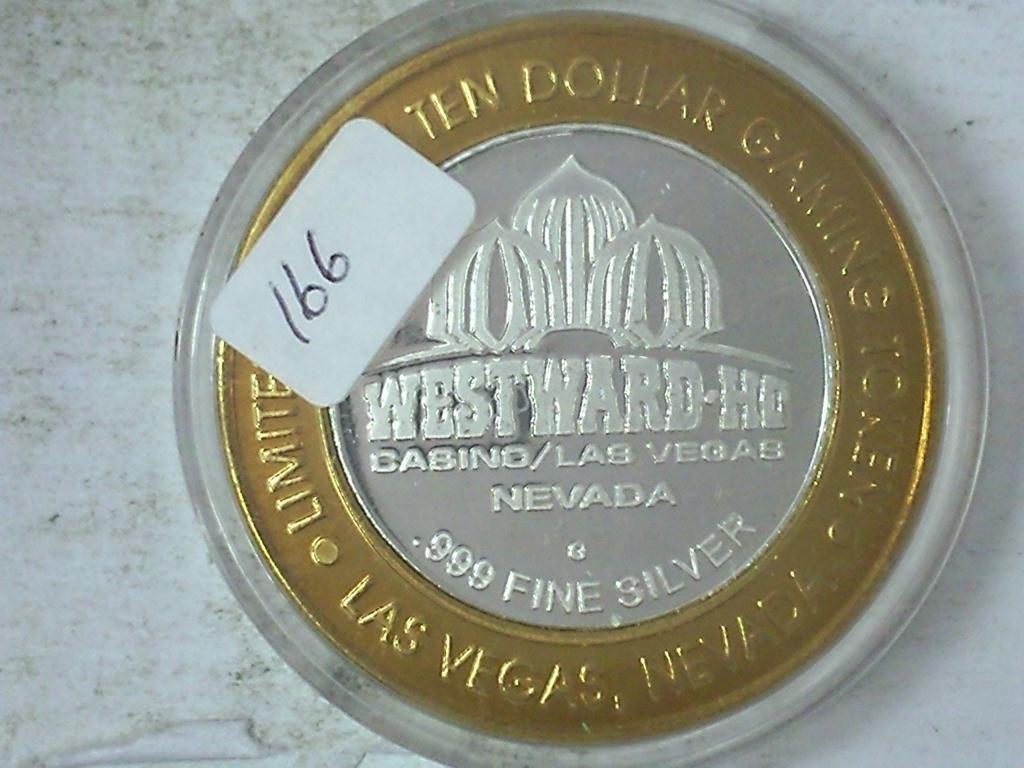 LIMITE
TEN DOLLAR GAMING TOKEN
166
WESTWARD-HO
CASINO/LAS VEGAS
NEVADA
G
.999 FINE SILVER
LAS VEGAS, NEVADA